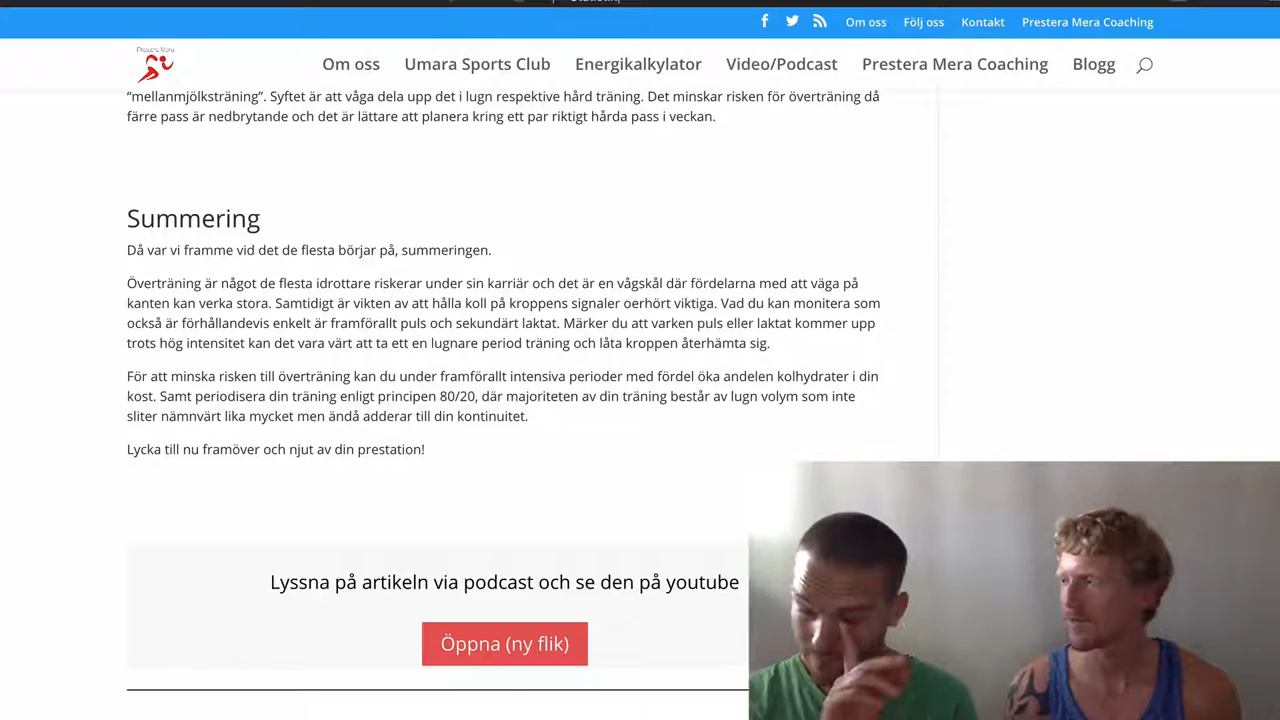 Om oss Följ oss Kontakt Prestera Mera Coaching
Prestera Mera
Om oss Umara Sports Club Energikalkylator Video/Podcast Prestera Mera Coaching Blogg
“mellanmjölksträning”. Syftet är att våga dela upp det i lugn respektive hård träning. Det minskar risken för överträning då
färre pass är nedbrytande och det är lättare att planera kring ett par riktigt hårda pass i veckan.
Summering
Då var vi framme vid det de flesta börjar på, summeringen.
Överträning är något de flesta idrottare riskerar under sin karriär och det är en vågskål där fördelarna med att väga på
kanten kan verka stora. Samtidigt är vikten av att hålla koll på kroppens signaler oerhört viktiga. Vad du kan monitera som
också är förhållandevis enkelt är framförallt puls och sekundärt laktat. Märker du att varken puls eller laktat kommer upp
trots hög intensitet kan det vara värt att ta ett en lugnare period träning och låta kroppen återhämta sig.
För att minska risken till överträning kan du under framförallt intensiva perioder med fördel öka andelen kolhydrater i din
kost. Samt periodisera din träning enligt principen 80/20, där majoriteten av din träning består av lugn volym som inte
sliter nämnvärt lika mycket men ändå adderar till din kontinuitet.
Lycka till nu framöver och njut av din prestation!
Lyssna på artikeln via podcast och se den på youtube
Öppna (ny flik)